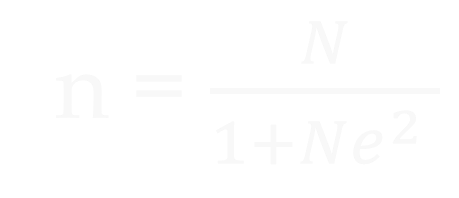 n = N
1+Ne²